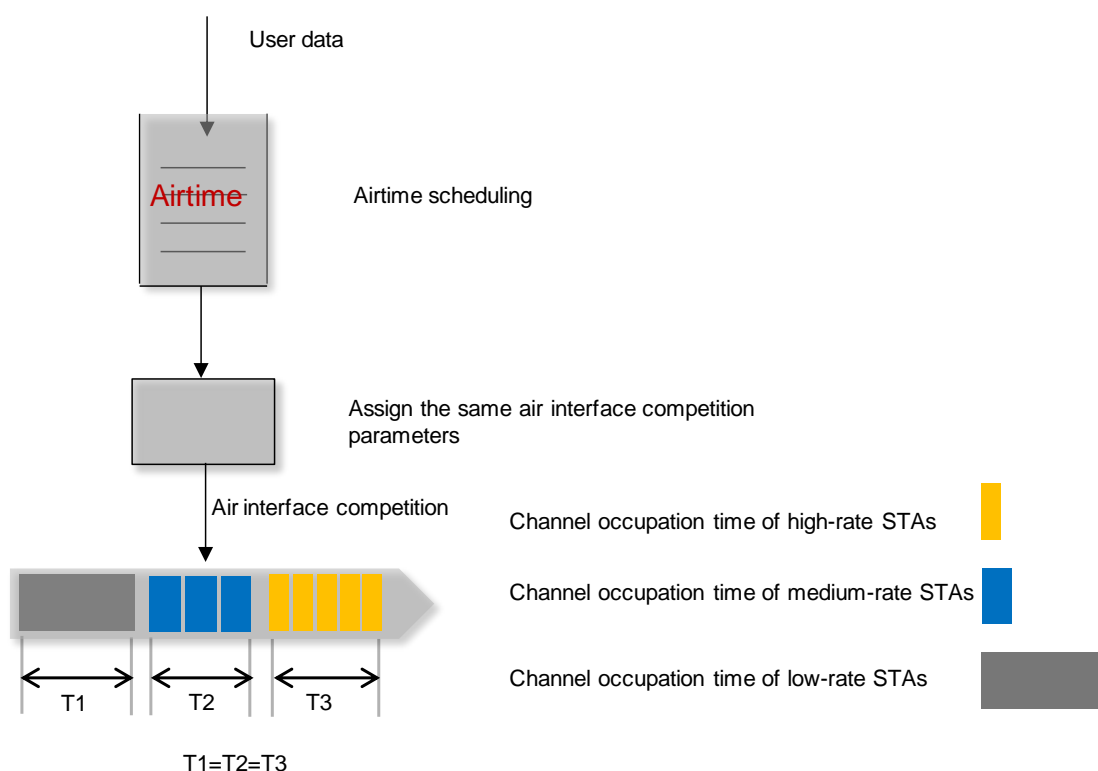 User data
Airtime
Airtime scheduling
Assign the same air interface competition
parameters
Air interface competition
Channel occupation time of high-rate STAs
Channel occupation time of medium-rate STAs
Channel occupation time of low-rate STAs
T1
T2
T3
T1=T2=T3